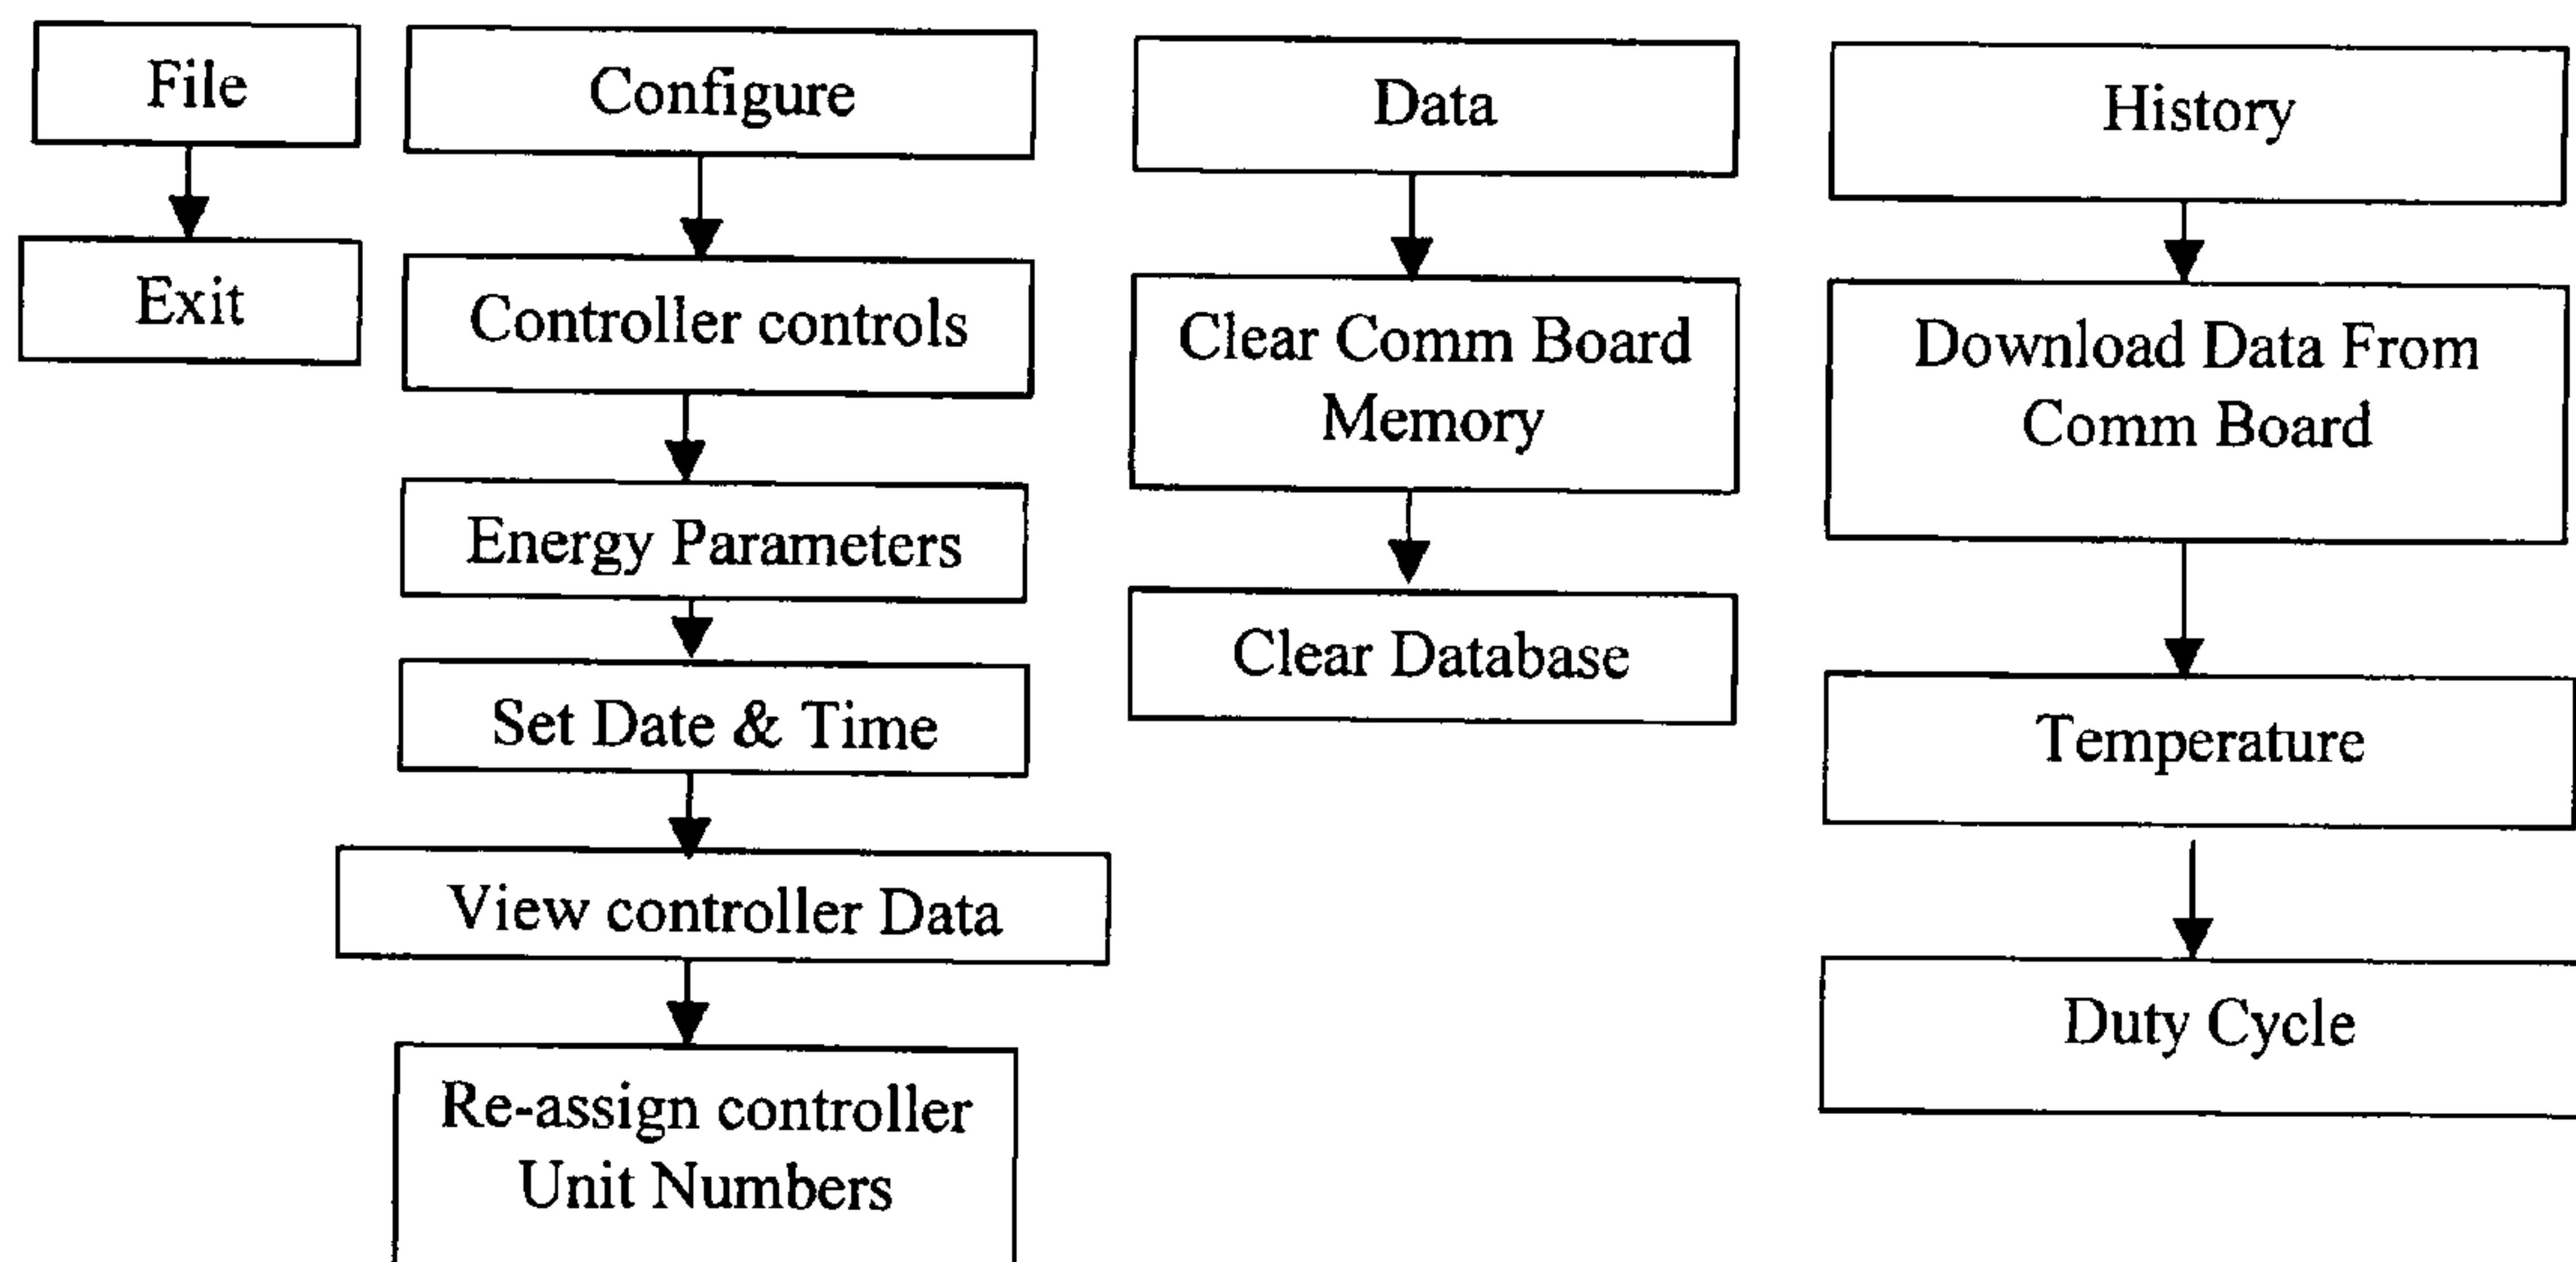 File
Exit
Configure
Controller controls
Energy Parameters
Set Date & Time
View controller Data
Re-assign controller
Unit Numbers
Data
Clear Comm Board
Memory
Clear Database
History
Download Data From
Comm Board
Temperature
Duty Cycle